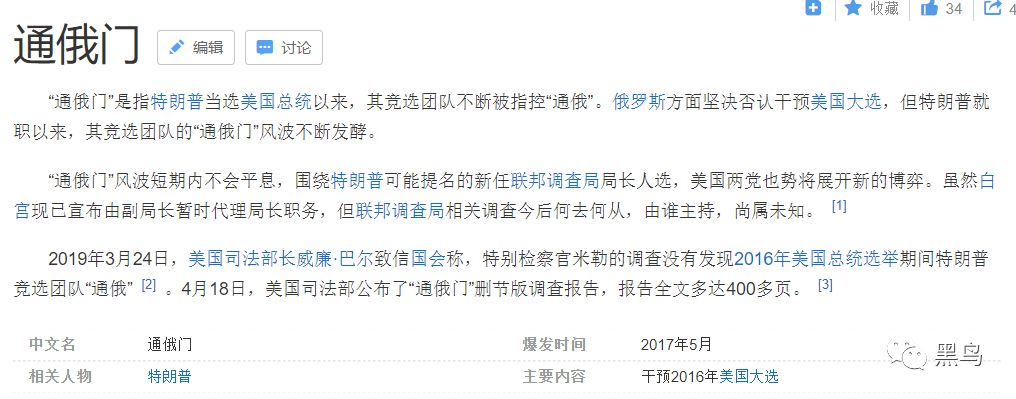 收藏 34 4
通俄门 编辑 讨论
“通俄门”是指特朗普当选美国总统以来，其竞选团队不断被指控“通俄”。俄罗斯方面坚决否认干预美国大选，但特朗普就
职以来，其竞选团队的“通俄门”风波不断发酵。
“通俄门”风波短期内不会平息，围绕特朗普可能提名的新任联邦调查局局长人选，美国两党也势将展开新的博弈。虽然白
宫现已宣布由副局长暂时代理局长职务，但联邦调查局相关调查今后何去何从，由谁主持，尚属未知。 [1]
2019年3月24日，美国司法部长威廉·巴尔致信国会称，特别检察官米勒的调查没有发现2016年美国总统选举期间特朗普
竞选团队“通俄” [2] 。4月18日，美国司法部公布了“通俄门”删节版调查报告，报告全文多达400多页。 [3]
中文名 通俄门 爆发时间 2017年5月
相关人物 特朗普 主要内容 干预2016年美国大选
黑鸟